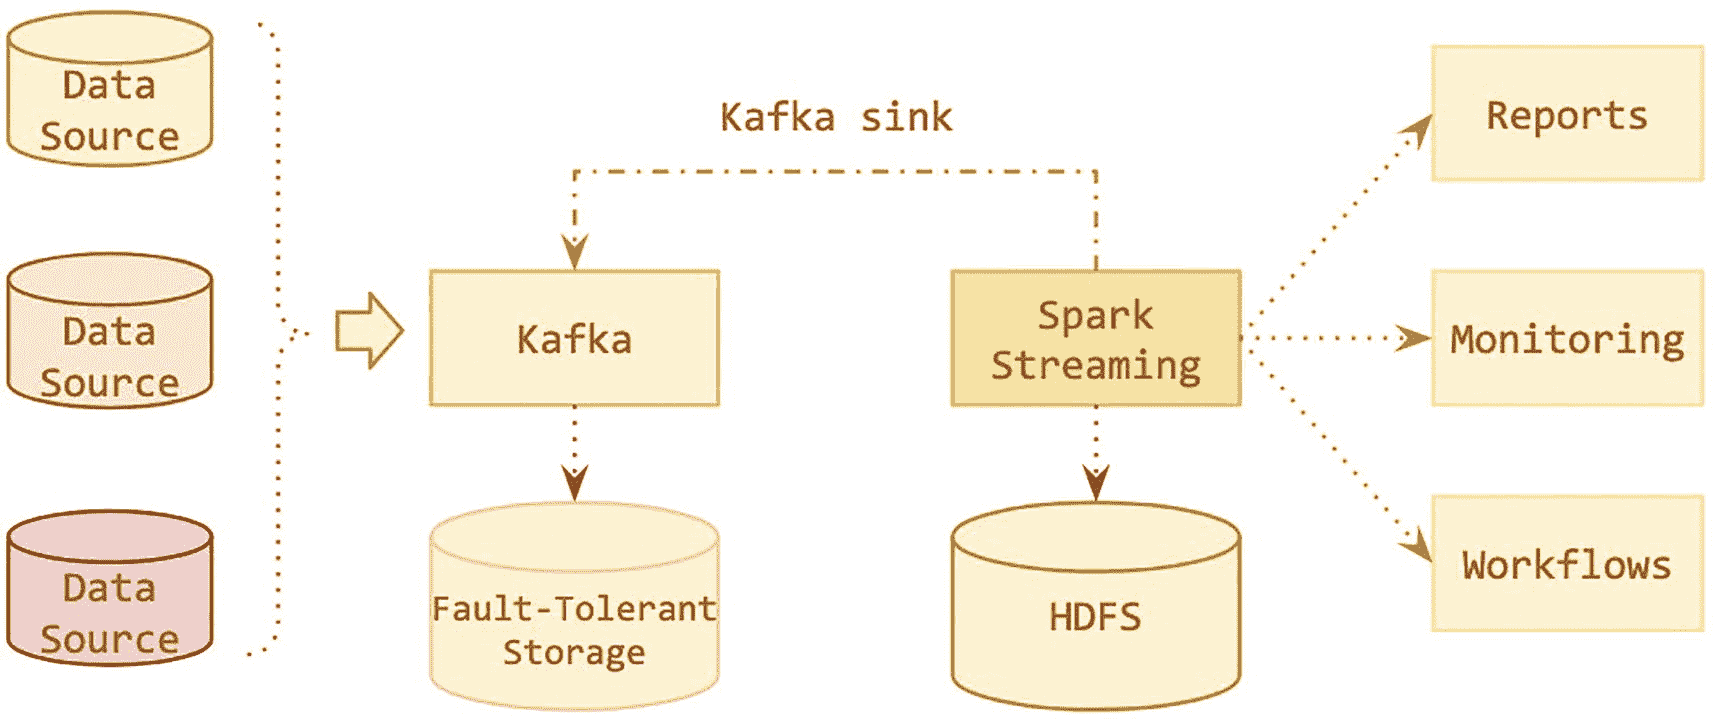 Data
Source
Data
Source
Data
Source
Kafka sink
Kafka
Fault-Tolerant
Storage
Spark
Streaming
HDFS
Reports
Monitoring
Workflows